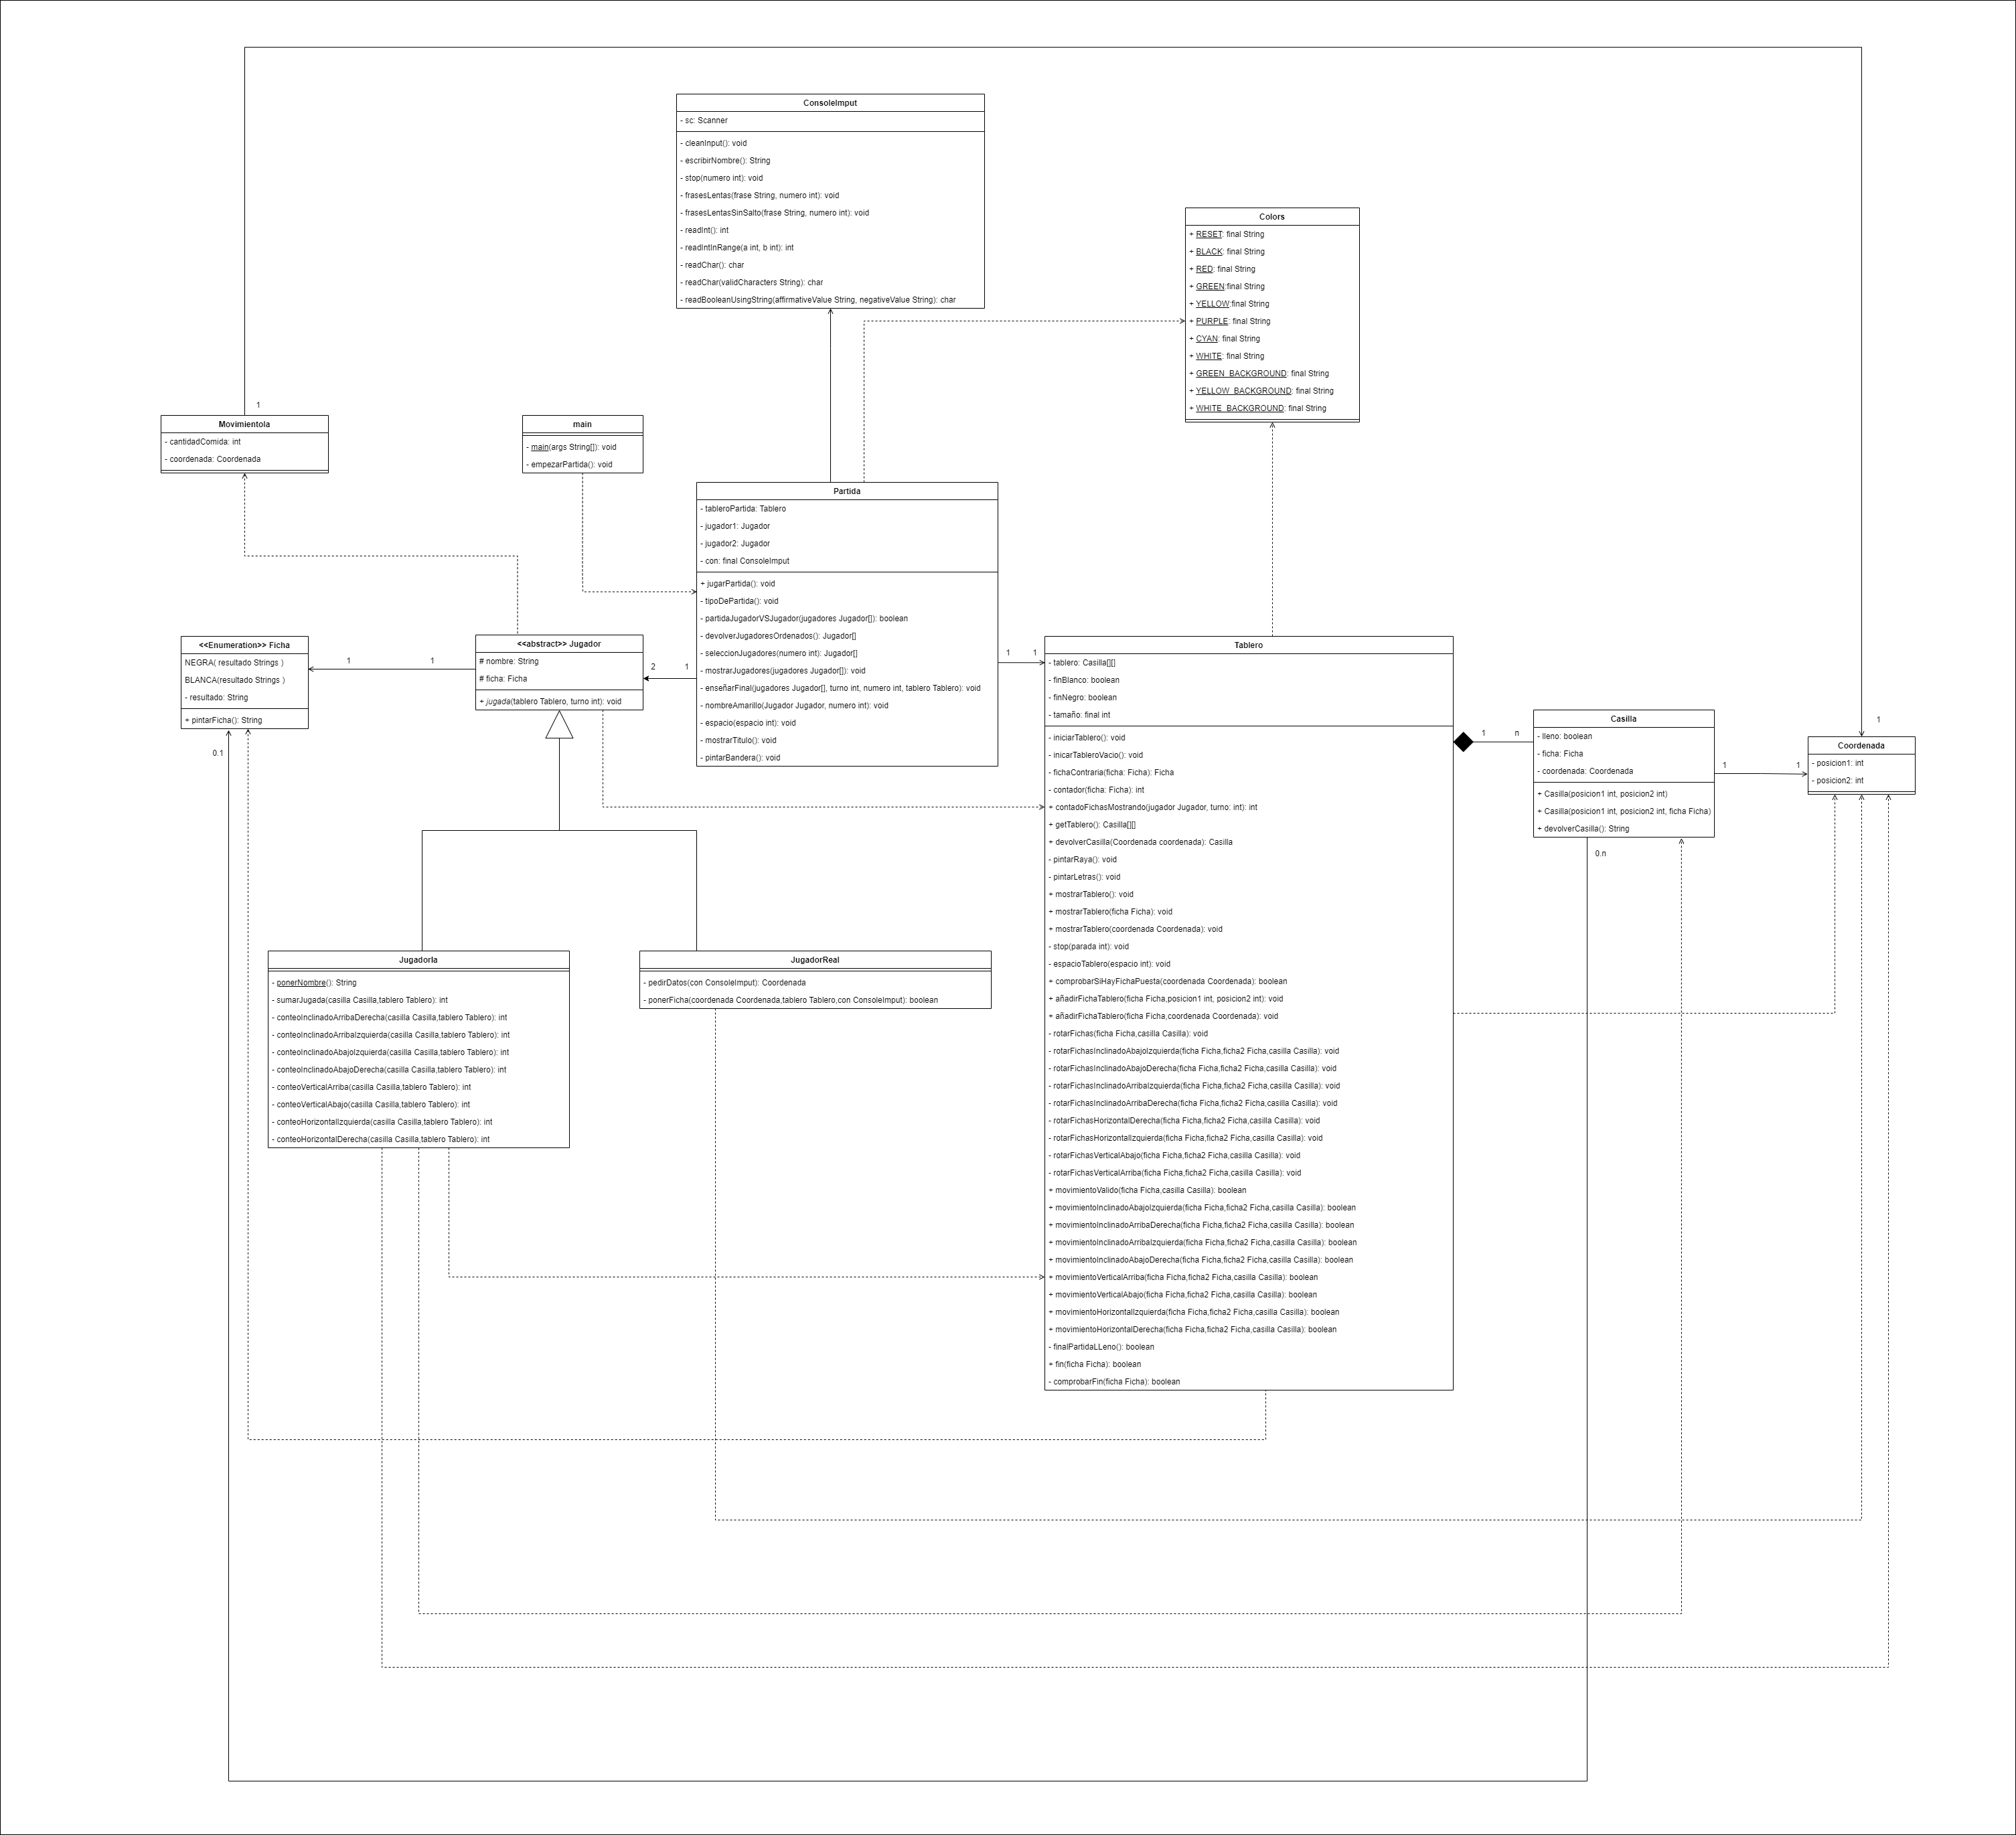 ConsoleImput
- sc: Scanner
- cleanInput(): void
- escribirNombre(): String
- stop(numero int): void
- frasesLentas(frase String, numero int): void
- frasesLentasSinSalto(frase String, numero int): void
- readInt(): int
- readIntInRange(a int, b int): int
- readChar(): char
- readChar(validCharacters String): char
- readBooleanUsingString(affirmativeValue String, negativeValue String): char
Colors
+ RESET: final String
+ BLACK: final String
+ RED: final String
+ GREEN:final String
+ YELLOW:final String
+ PURPLE: final String
+ CYAN: final String
+ WHITE: final String
+ GREEN_BACKGROUND: final String
+ YELLOW_BACKGROUND: final String
+ WHITE_BACKGROUND: final String
1
MovimientoIa
- cantidadComida: int
- coordenada: Coordenada
main
- main(args String[]): void
- empezarPartida(): void
Partida
- tableroPartida: Tablero
- jugador1: Jugador
- jugador2: Jugador
- con: final ConsoleImput
+ jugarPartida(): void
- tipoDePartida(): void
- partidaJugadorVSJugador(jugadores Jugador[]): boolean
- devolverJugadoresOrdenados(): Jugador[]
- seleccionJugadores(numero int): Jugador[]
- mostrarJugadores(jugadores Jugador[]): void
- enseñarFinal(jugadores Jugador[], turno int, numero int, tablero Tablero): void
- nombreAmarillo(Jugador Jugador, numero int): void
- espacio(espacio int): void
- mostrarTitulo(): void
- pintarBandera(): void
<<Enumeration>> Ficha
NEGRA( resultado Strings )
BLANCA(resultado Strings )
- resultado: String
+ pintarFicha(): String
0.1
1
1
<<abstract>> Jugador
# nombre: String
# ficha: Ficha
+ jugada(tablero Tablero, turno int): void
2
1
1
1
Tablero
- tablero: Casilla[][]
- finBlanco: boolean
- finNegro: boolean
- tamaño: final int
- iniciarTablero(): void
- inicarTableroVacio(): void
- fichaContraria(ficha: Ficha): Ficha
- contador(ficha: Ficha): int
+ contadoFichasMostrando(jugador Jugador, turno: int): int
+ getTablero(): Casilla[][]
+ devolverCasilla(Coordenada coordenada): Casilla
- pintarRaya(): void
- pintarLetras(): void
+ mostrarTablero(): void
+ mostrarTablero(ficha Ficha): void
+ mostrarTablero(coordenada Coordenada): void
- stop(parada int): void
- espacioTablero(espacio int): void
+ comprobarSiHayFichaPuesta(coordenada Coordenada): boolean
+ añadirFichaTablero(ficha Ficha,posicion1 int, posicion2 int): void
+ añadirFichaTablero(ficha Ficha,coordenada Coordenada): void
- rotarFichas(ficha Ficha,casilla Casilla): void
- rotarFichasInclinadoAbajoIzquierda(ficha Ficha,ficha2 Ficha,casilla Casilla): void
- rotarFichasInclinadoAbajoDerecha(ficha Ficha,ficha2 Ficha,casilla Casilla): void
- rotarFichasInclinadoArribaIzquierda(ficha Ficha,ficha2 Ficha,casilla Casilla): void
- rotarFichasInclinadoArribaDerecha(ficha Ficha,ficha2 Ficha,casilla Casilla): void
- rotarFichasHorizontalDerecha(ficha Ficha,ficha2 Ficha,casilla Casilla): void
- rotarFichasHorizontalIzquierda(ficha Ficha,ficha2 Ficha,casilla Casilla): void
- rotarFichasVerticalAbajo(ficha Ficha,ficha2 Ficha,casilla Casilla): void
- rotarFichasVerticalArriba(ficha Ficha,ficha2 Ficha,casilla Casilla): void
+ movimientoValido(ficha Ficha,casilla Casilla): boolean
+ movimientoInclinadoAbajoIzquierda(ficha Ficha,ficha2 Ficha,casilla Casilla): boolean
+ movimientoInclinadoArribaDerecha(ficha Ficha,ficha2 Ficha,casilla Casilla): boolean
+ movimientoInclinadoArribaIzquierda(ficha Ficha,ficha2 Ficha,casilla Casilla): boolean
+ movimientoInclinadoAbajoDerecha(ficha Ficha,ficha2 Ficha,casilla Casilla): boolean
+ movimientoVerticalArriba(ficha Ficha,ficha2 Ficha,casilla Casilla): boolean
+ movimientoVerticalAbajo(ficha Ficha,ficha2 Ficha,casilla Casilla): boolean
+ movimientoHorizontalIzquierda(ficha Ficha,ficha2 Ficha,casilla Casilla): boolean
+ movimientoHorizontalDerecha(ficha Ficha,ficha2 Ficha,casilla Casilla): boolean
- finalPartidaLLeno(): boolean
+ fin(ficha Ficha): boolean
- comprobarFin(ficha Ficha): boolean
1
n
Casilla
- lleno: boolean
- ficha: Ficha
- coordenada: Coordenada
+ Casilla(posicion1 int, posicion2 int)
+ Casilla(posicion1 int, posicion2 int, ficha Ficha)
+ devolverCasilla(): String
0.n
1
1
1
Coordenada
- posicion1: int
- posicion2: int
JugadorIa
- ponerNombre(): String
- sumarJugada(casilla Casilla,tablero Tablero): int
- conteoInclinadoArribaDerecha(casilla Casilla,tablero Tablero): int
- conteoInclinadoArribaIzquierda(casilla Casilla,tablero Tablero): int
- conteoInclinadoAbajoIzquierda(casilla Casilla,tablero Tablero): int
- conteoInclinadoAbajoDerecha(casilla Casilla,tablero Tablero): int
- conteoVerticalArriba(casilla Casilla,tablero Tablero): int
- conteoVerticalAbajo(casilla Casilla,tablero Tablero): int
- conteoHorizontalIzquierda(casilla Casilla,tablero Tablero): int
- conteoHorizontalDerecha(casilla Casilla,tablero Tablero): int
JugadorReal
- pedirDatos(con ConsoleImput): Coordenada
- ponerFicha(coordenada Coordenada,tablero Tablero,con ConsoleImput): boolean